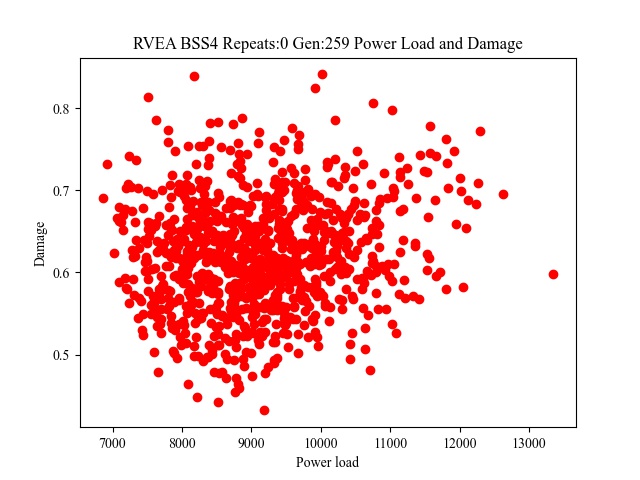 RVEA BSS4 Repeats:0 Gen:259 Power Load and Damage
0.8
0.7
0.6
0.5
Damage
7000 8000 9000 10000 11000 12000 13000
Power load